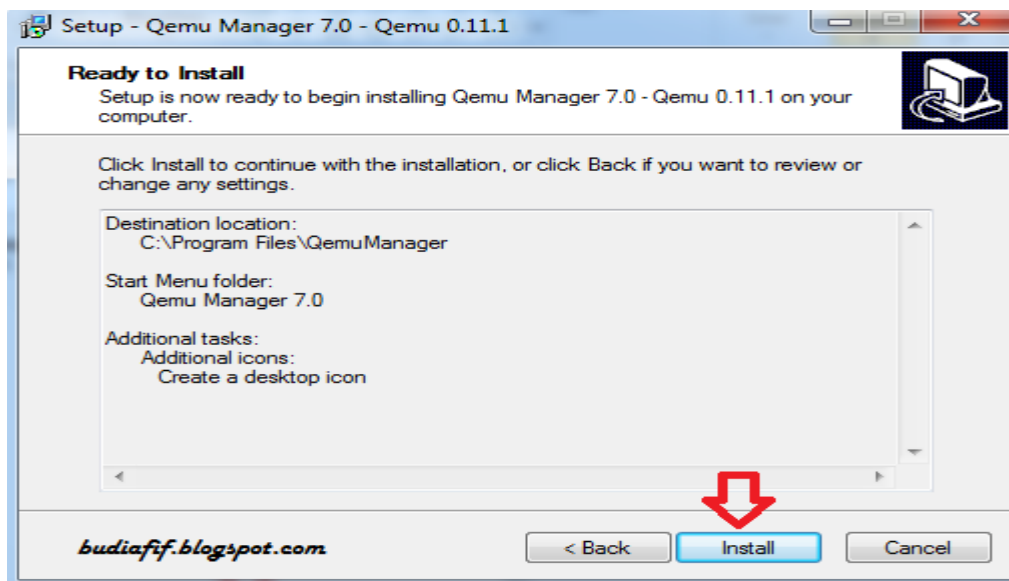 Setup - Qemu Manager 7.0 - Qemu 0.11.1
Ready to Install
Setup is now ready to begin installing Qemu Manager 7.0 - Qemu 0.11.1 on your
computer.
Click Install to continue with the installation, or click Back if you want to review or
change any settings.
Destination location:
C:\Program Files\QemuManager
Start Menu folder:
Qemu Manager 7.0
Additional tasks:
Additional icons:
Create a desktop icon
budiafif.blogspot.com
< Back
Install
Cancel